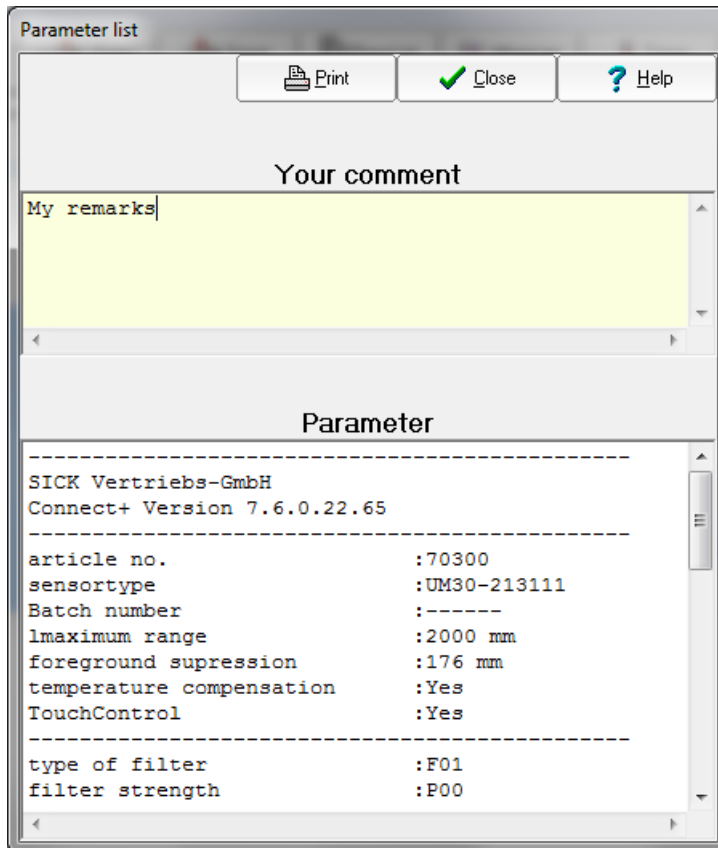 Parameter list
Print Close Help
Your comment
My remarks
Parameter
-----------------------------------------------
SICK Vertriebs-GmbH
Connect+ Version 7.6.0.22.65
-----------------------------------------------
article no. :70300
sensortype :UM30-213111
Batch number :------
lmaximum range :2000 mm
foreground supression :176 mm
temperature compensation :Yes
TouchControl :Yes
-----------------------------------------------
type of filter :F01
filter strength :P00